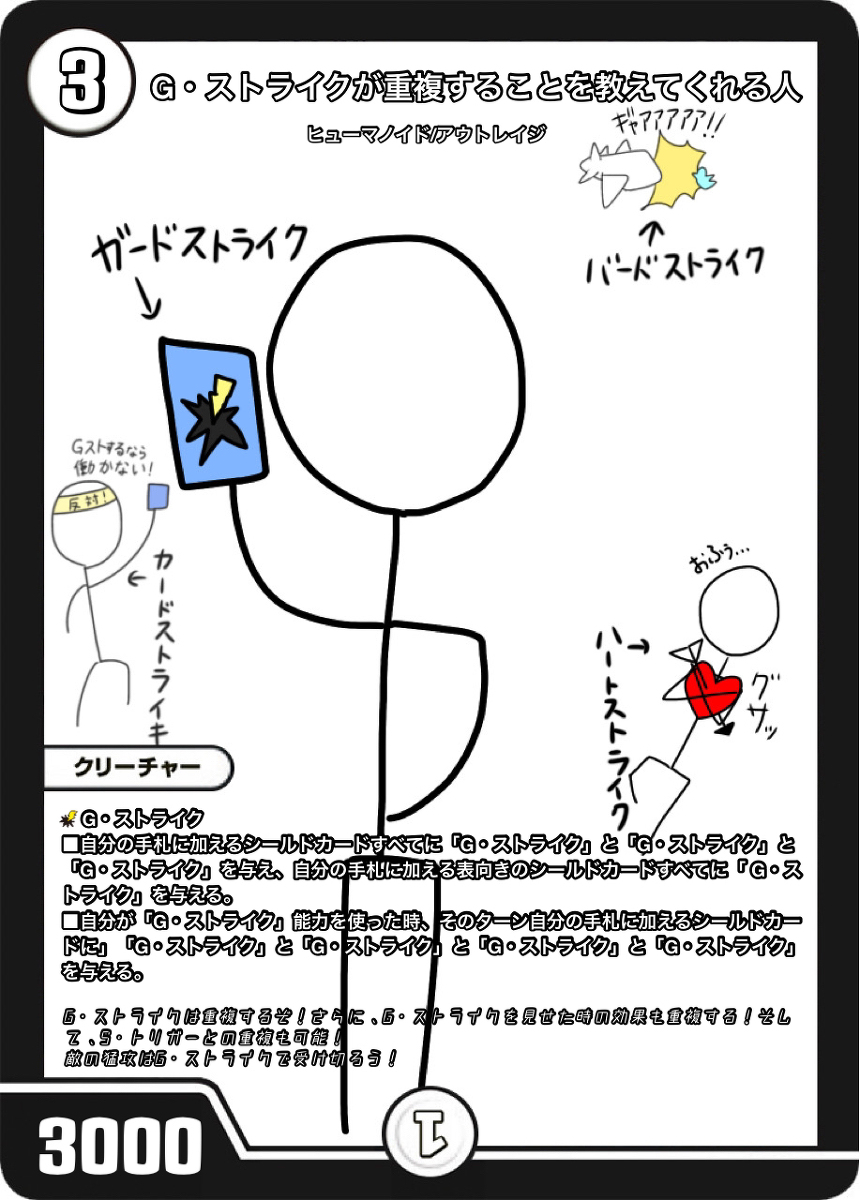 3
G・ストライクが重複することを教えてくれる人
ヒューマノイド/アウトレイジ
ギャアアアアア!!
バードストライク
ガードストライク
Gストするなら
働かない!
反対!
カードストライキ
おふぅ…
ハートストライク
グサッ
クリーチャー
G・ストライク
■自分の手札に加えるシールドカードすべてに「G・ストライク」と「G・ストライク」と
「G・ストライク」を与え、自分の手札に加える表向きのシールドカードすべてに「G・ス
トライク」を与える。
■自分が「G・ストライク」能力を使った時、そのターン自分の手札に加えるシールドカー
ドに」「G・ストライク」と「G・ストライク」と「G・ストライク」と「G・ストライク」
を与える。
G・ストライクは重複するぞ!さらに、G・ストライクを見せた時の効果も重複する!そし
て、S・トリガーとの重複も可能!
敵の猛攻はG・ストライクで受け切ろう!
3000